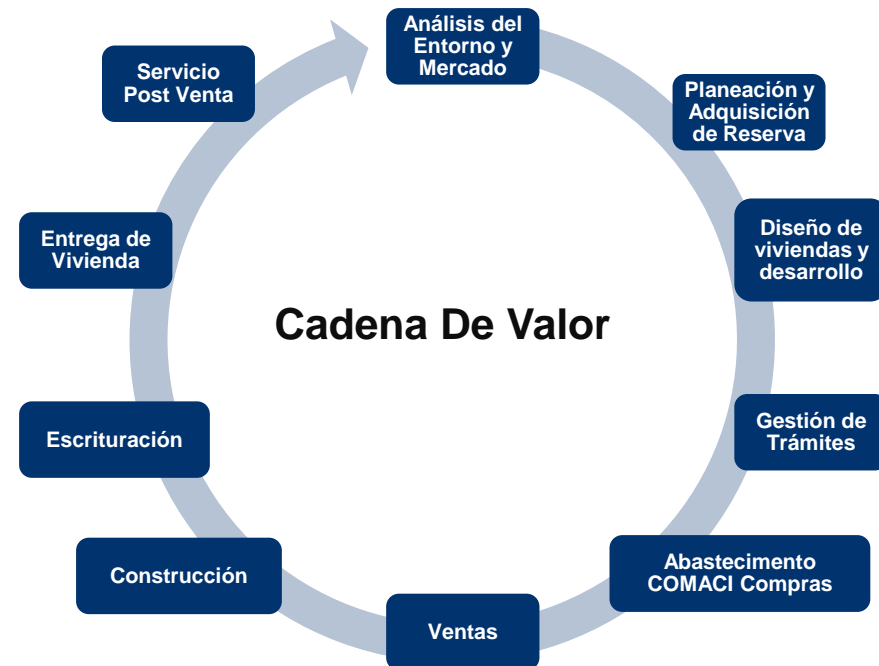 Análisis del
Entorno y
Mercado
Planeación y
Adquisición
de Reserva
Diseño de
viviendas y
desarrollo
Gestión de
Trámites
Abastecimento
COMACI Compras
Ventas
Construcción
Escrituración
Entrega de
Vivienda
Servicio
Post Venta
Cadena De Valor